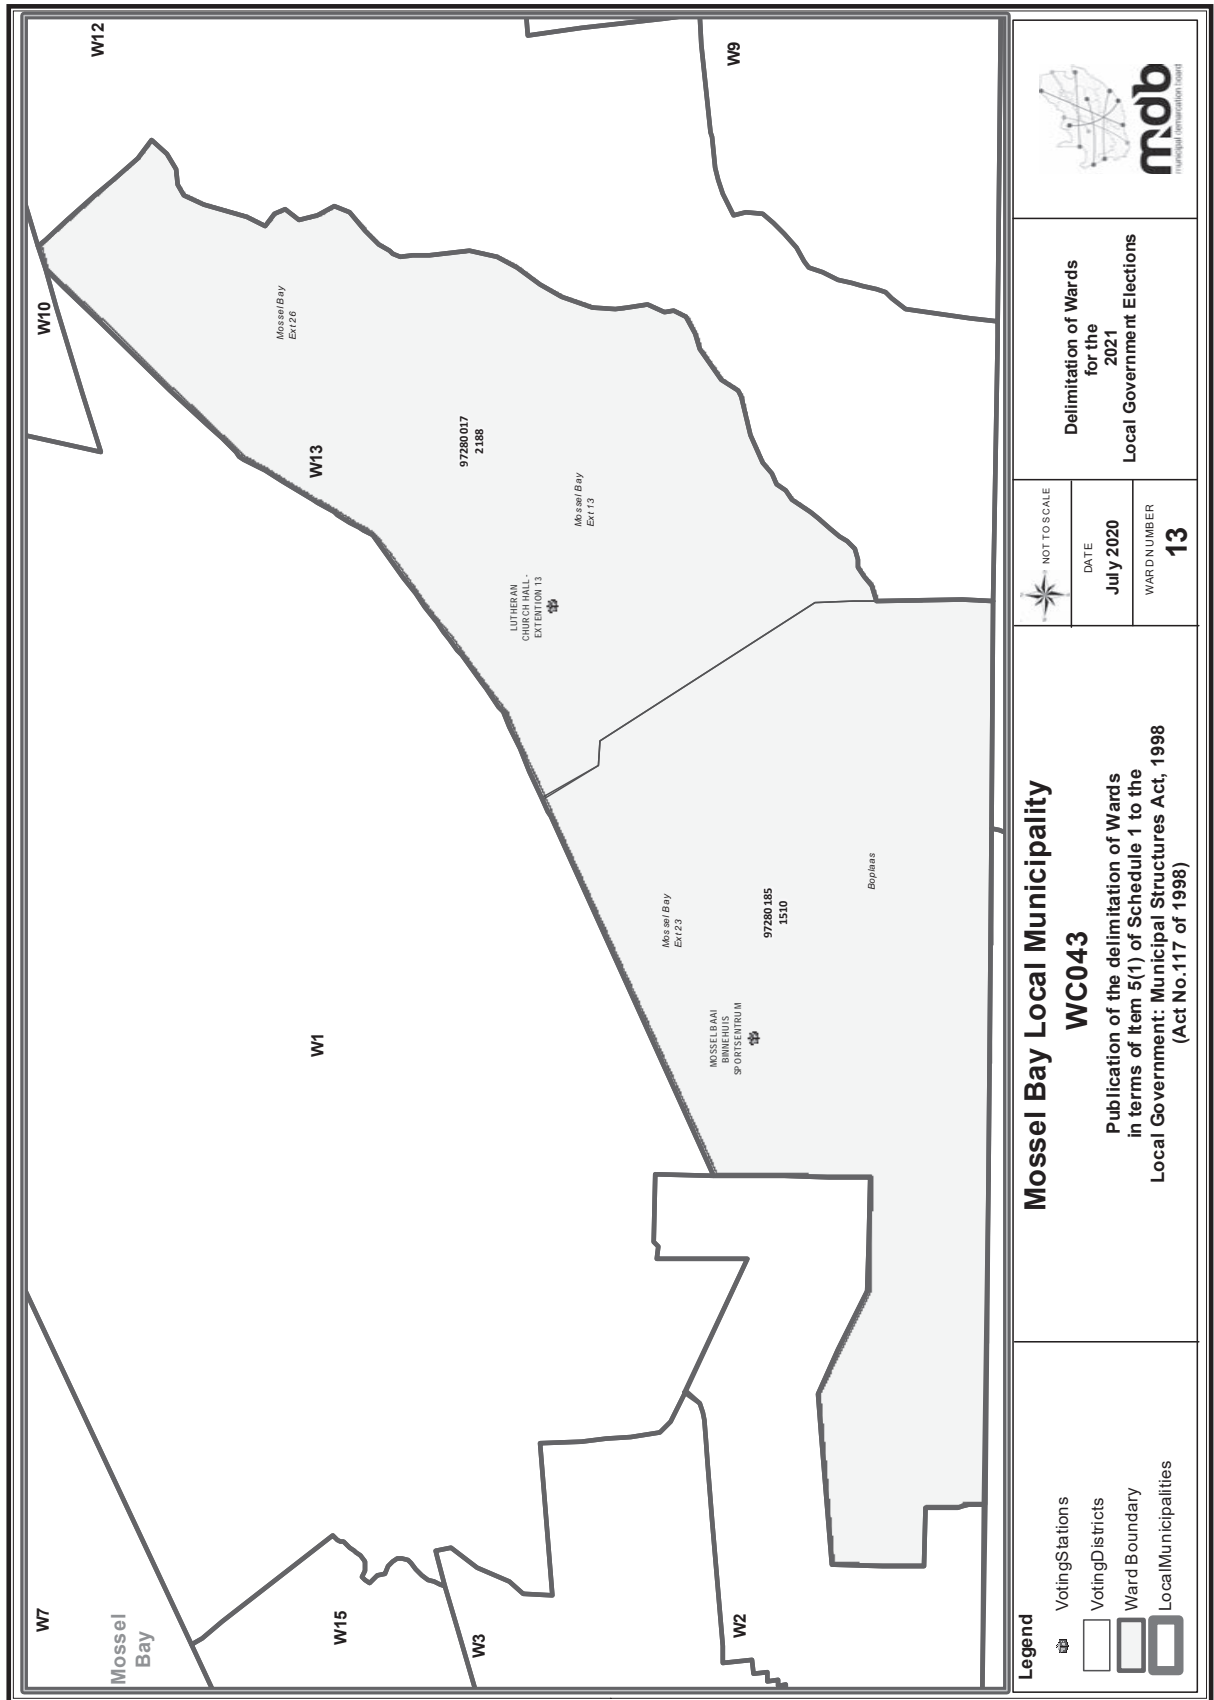 W7
Mossel
Bay
W15
W3
W2
W1
W10
W12
W9
W13
Mossel Bay
Ext 26
97280017
2188
Mossel Bay
Ext 13
LUTHERAN
CHURCH HALL -
EXTENTION 13
Mossel Bay
Ext 23
97280185
1510
Boplaas
MOSSELBAAI
BINNEHUIS
SPORTSENTRUM
Legend
VotingStations
VotingDistricts
Ward Boundary
LocalMunicipalities
Mossel Bay Local Municipality
WC043
Publication of the delimitation of Wards
in terms of Item 5(1) of Schedule 1 to the
Local Government: Municipal Structures Act, 1998
(Act No.117 of 1998)
NOT TO SCALE
DATE
July 2020
WARD NUMBER
13
Delimitation of Wards
for the
2021
Local Government Elections
mdb
municipal demarcation board